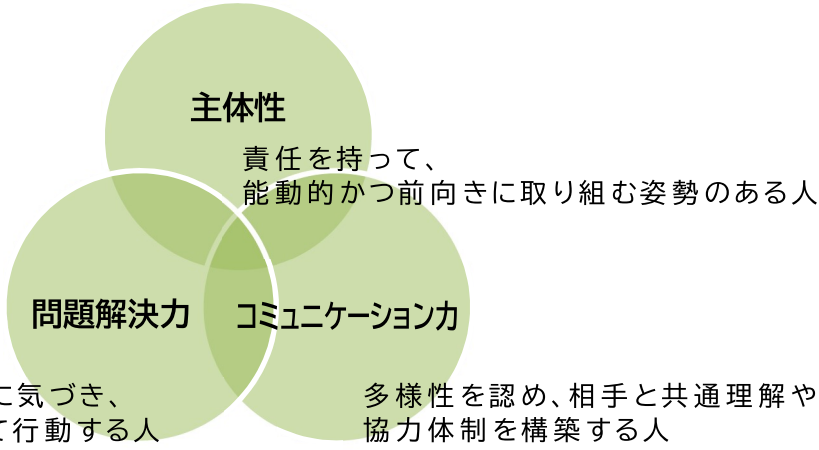 主体性
責任を持って、
能動的かつ前向きに取り組む姿勢のある人
問題解決力
コミュニケーション力
に気づき、
て行動する人
多様性を認め、相手と共通理解や
協力体制を構築する人